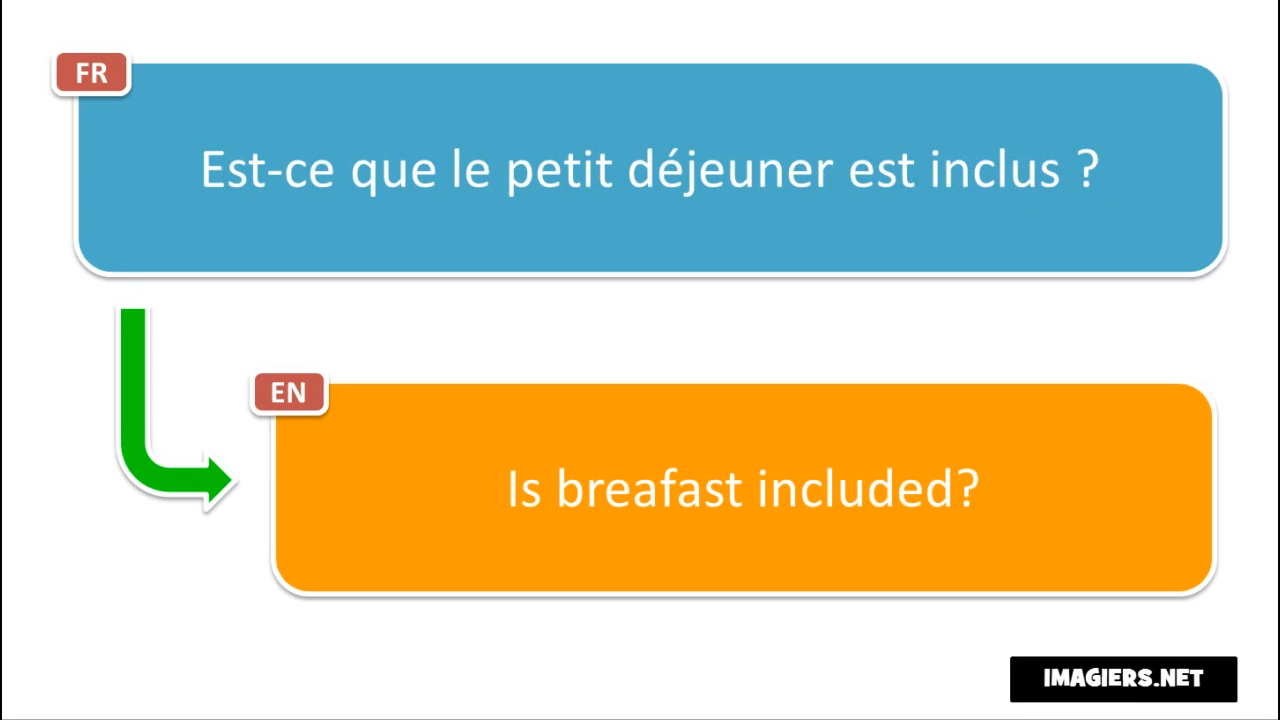 FR
Est-ce que le petit déjeuner est inclus ?
EN
Is breafast included?
IMAGIERS.NET